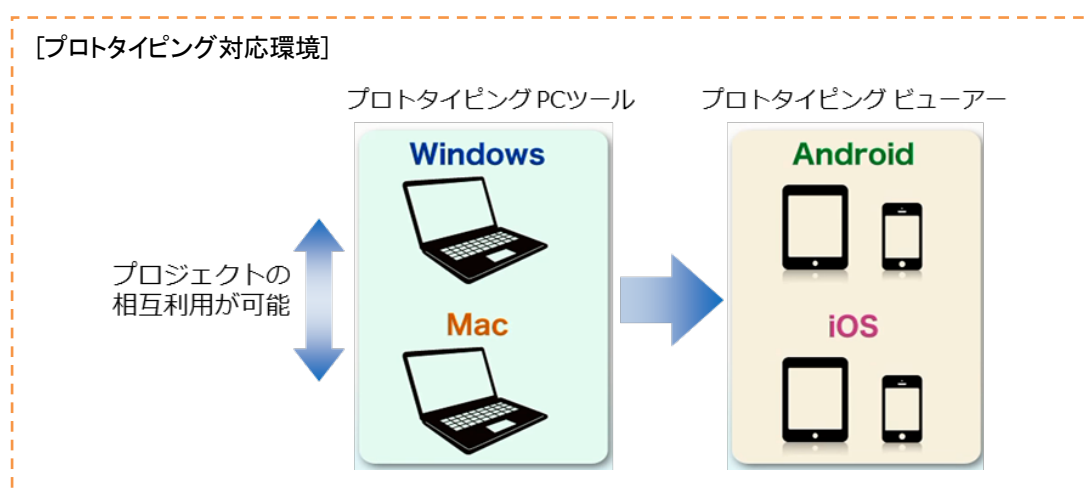 [プロトタイピング対応環境]
プロトタイピング PCツール
プロトタイピング ビューアー
Windows
Android
プロジェクトの
相互利用が可能
Mac
iOS